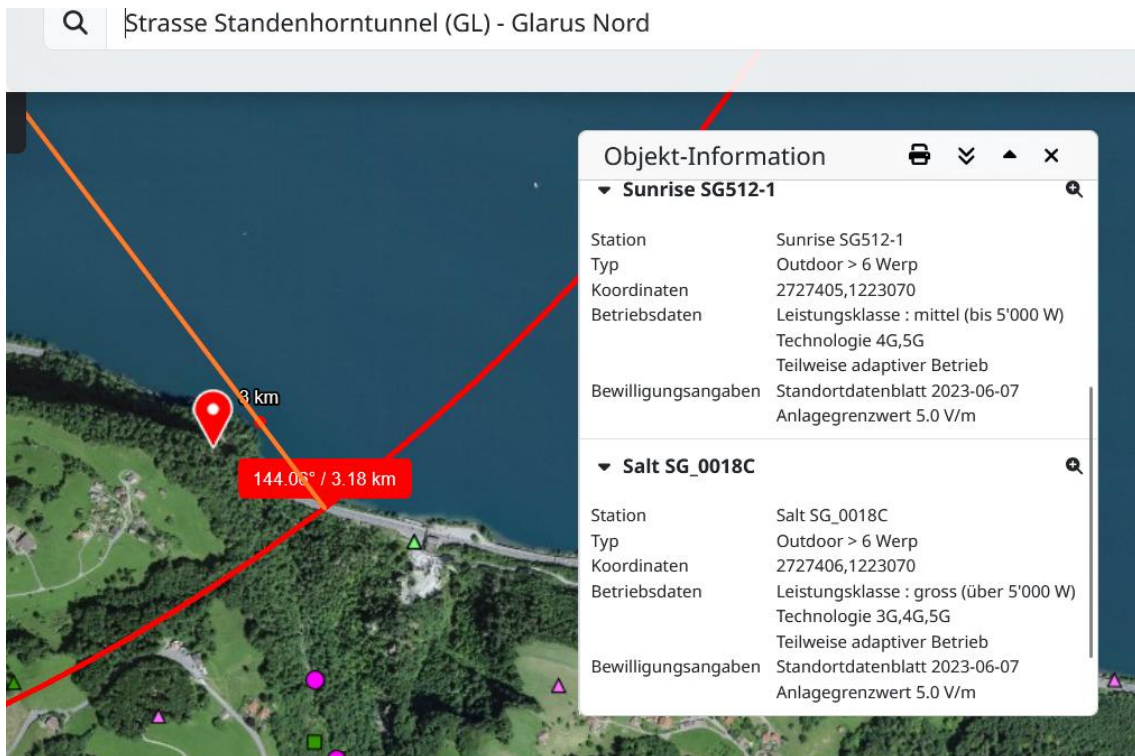 Strasse Standenhorntunnel (GL) - Glarus Nord
Objekt-Information
Sunrise SG512-1
Station Sunrise SG512-1
Typ Outdoor > 6 Werp
Koordinaten 2727405,1223070
Betriebsdaten Leistungsklasse : mittel (bis 5'000 W)
Technologie 4G,5G
Teilweise adaptiver Betrieb
Bewilligungsangaben Standortdatenblatt 2023-06-07
Anlagegrenzwert 5.0 V/m
Salt SG_0018C
Station Salt SG_0018C
Typ Outdoor > 6 Werp
Koordinaten 2727406,1223070
Betriebsdaten Leistungsklasse : gross (über 5'000 W)
Technologie 3G,4G,5G
Teilweise adaptiver Betrieb
Bewilligungsangaben Standortdatenblatt 2023-06-07
Anlagegrenzwert 5.0 V/m
3 km
144.06° / 3.18 km